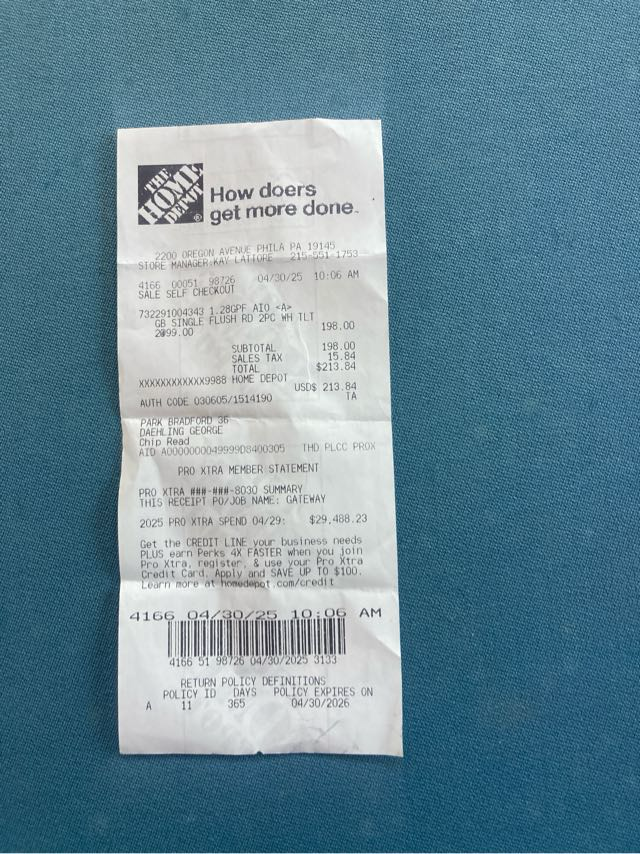 THE
HOME
DEPOT
®
How doers
get more done™
2200 OREGON AVENUE PHILA PA 19145
STORE MANAGER:KAY LATTORE 215-551-1753
4166 00051 98726 04/30/25 10:06 AM
SALE SELF CHECKOUT
732291004343 1.28GPF AIO <A>
GB SINGLE FLUSH RD 2PC WH TLT
2@99.00 198.00
SUBTOTAL 198.00
SALES TAX 15.84
TOTAL $213.84
XXXXXXXXXXXX9988 HOME DEPOT
USD$ 213.84
AUTH CODE 030605/1514190 TA
PARK BRADFORD 36
DAEHLING GEORGE
Chip Read
AID A0000000049999D8400305 THD PLCC PROX
PRO XTRA MEMBER STATEMENT
PRO XTRA ###-###-8030 SUMMARY
THIS RECEIPT PO/JOB NAME: GATEWAY
2025 PRO XTRA SPEND 04/29: $29,488.23
Get the CREDIT LINE your business needs
PLUS earn Perks 4X FASTER when you join
Pro Xtra, register, & use your Pro Xtra
Credit Card. Apply and SAVE UP TO $100.
Learn more at homedepot.com/credit
4166 04/30/25 10:06 AM
4166 51 98726 04/30/2025 3133
RETURN POLICY DEFINITIONS
POLICY ID DAYS POLICY EXPIRES ON
A 11 365 04/30/2026